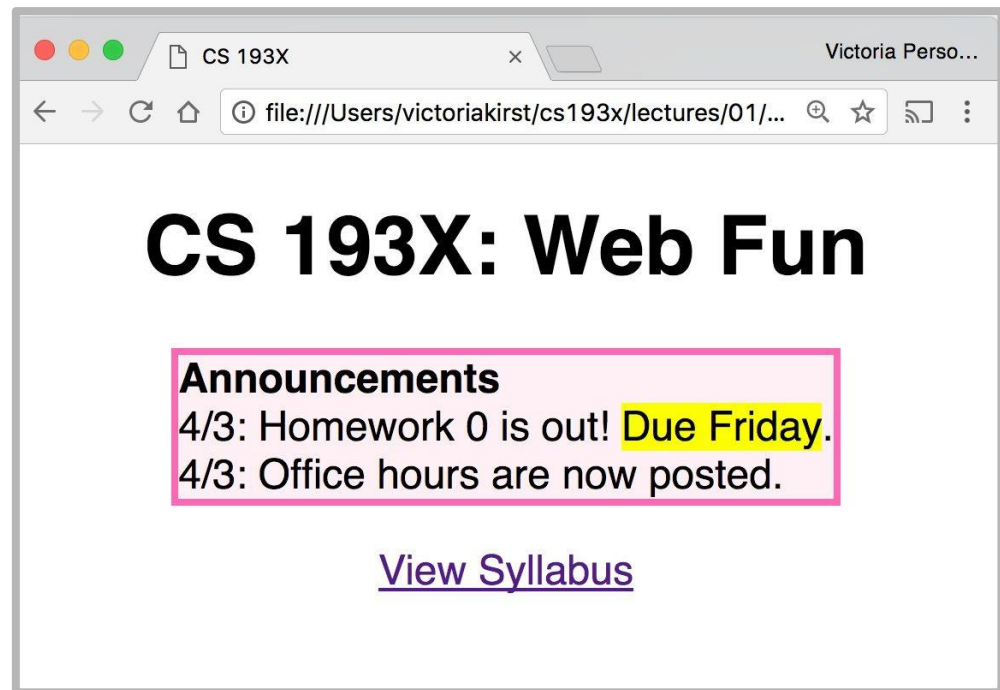 CS 193X
Victoria Perso...
file:///Users/victoriakirst/cs193x/lectures/01/...
CS 193X: Web Fun
Announcements
4/3: Homework 0 is out! Due Friday.
4/3: Office hours are now posted.
View Syllabus